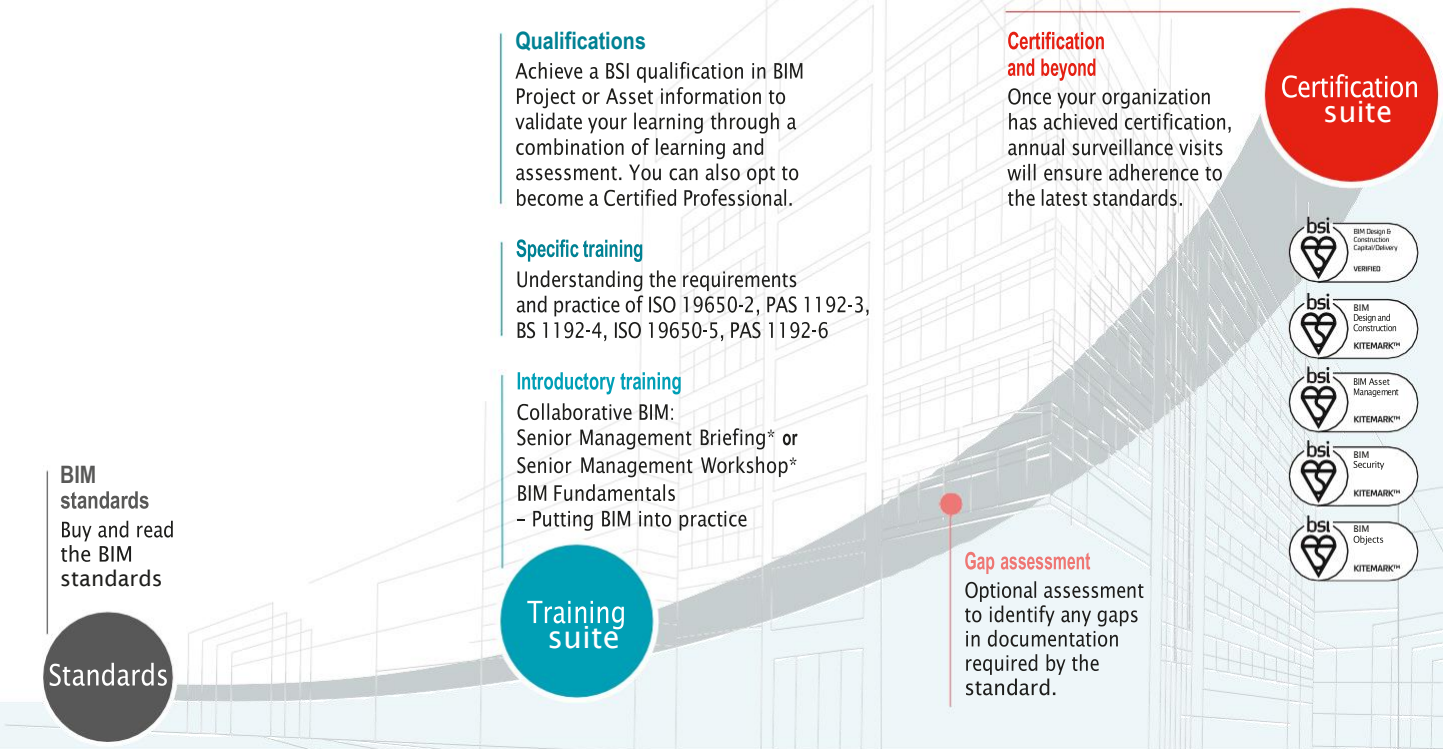 BIM
standards
Buy and read
the BIM
standards
Standards
Qualifications
Achieve a BSI qualification in BIM
Project or Asset information to
validate your learning through a
combination of learning and
assessment. You can also opt to
become a Certified Professional.
Specific training
Understanding the requirements
and practice of ISO 19650-2, PAS 1192-3,
BS 1192-4, ISO 19650-5, PAS 1192-6
Introductory training
Collaborative BIM:
Senior Management Briefing* or
Senior Management Workshop*
BIM Fundamentals
– Putting BIM into practice
Training
suite
Gap assessment
Optional assessment
to identify any gaps
in documentation
required by the
standard.
Certification
and beyond
Once your organization
has achieved certification,
annual surveillance visits
will ensure adherence to
the latest standards.
Certification
suite
bsi
BIM Design &
Construction
Capital/Delivery
VERIFIED
bsi
BIM
Design and
Construction
KITEMARK™
bsi
BIM Asset
Management
KITEMARK™
bsi
BIM
Security
KITEMARK™
bsi
BIM
Objects
KITEMARK™